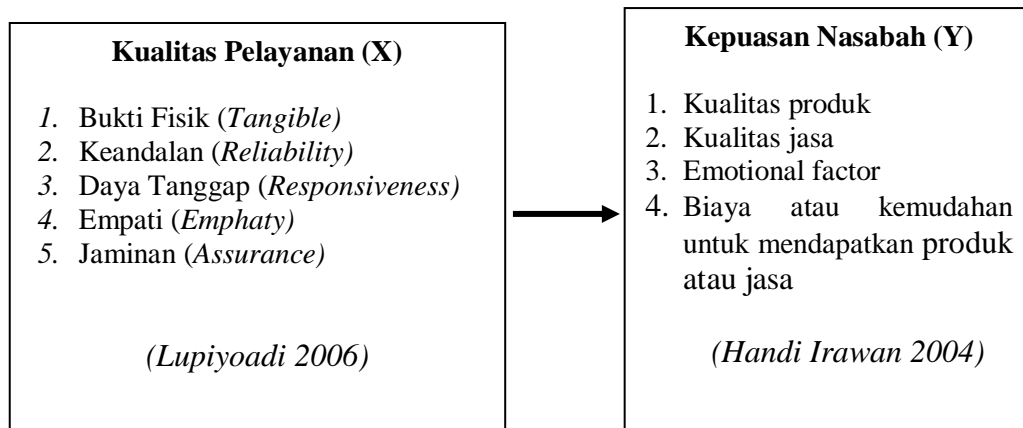 Kualitas Pelayanan (X)
1. Bukti Fisik (Tangible)
2. Keandalan (Reliability)
3. Daya Tanggap (Responsiveness)
4. Empati (Emphaty)
5. Jaminan (Assurance)
(Lupiyoadi 2006)
Kepuasan Nasabah (Y)
1. Kualitas produk
2. Kualitas jasa
3. Emotional factor
4. Biaya atau kemudahan
untuk mendapatkan produk
atau jasa
(Handi Irawan 2004)